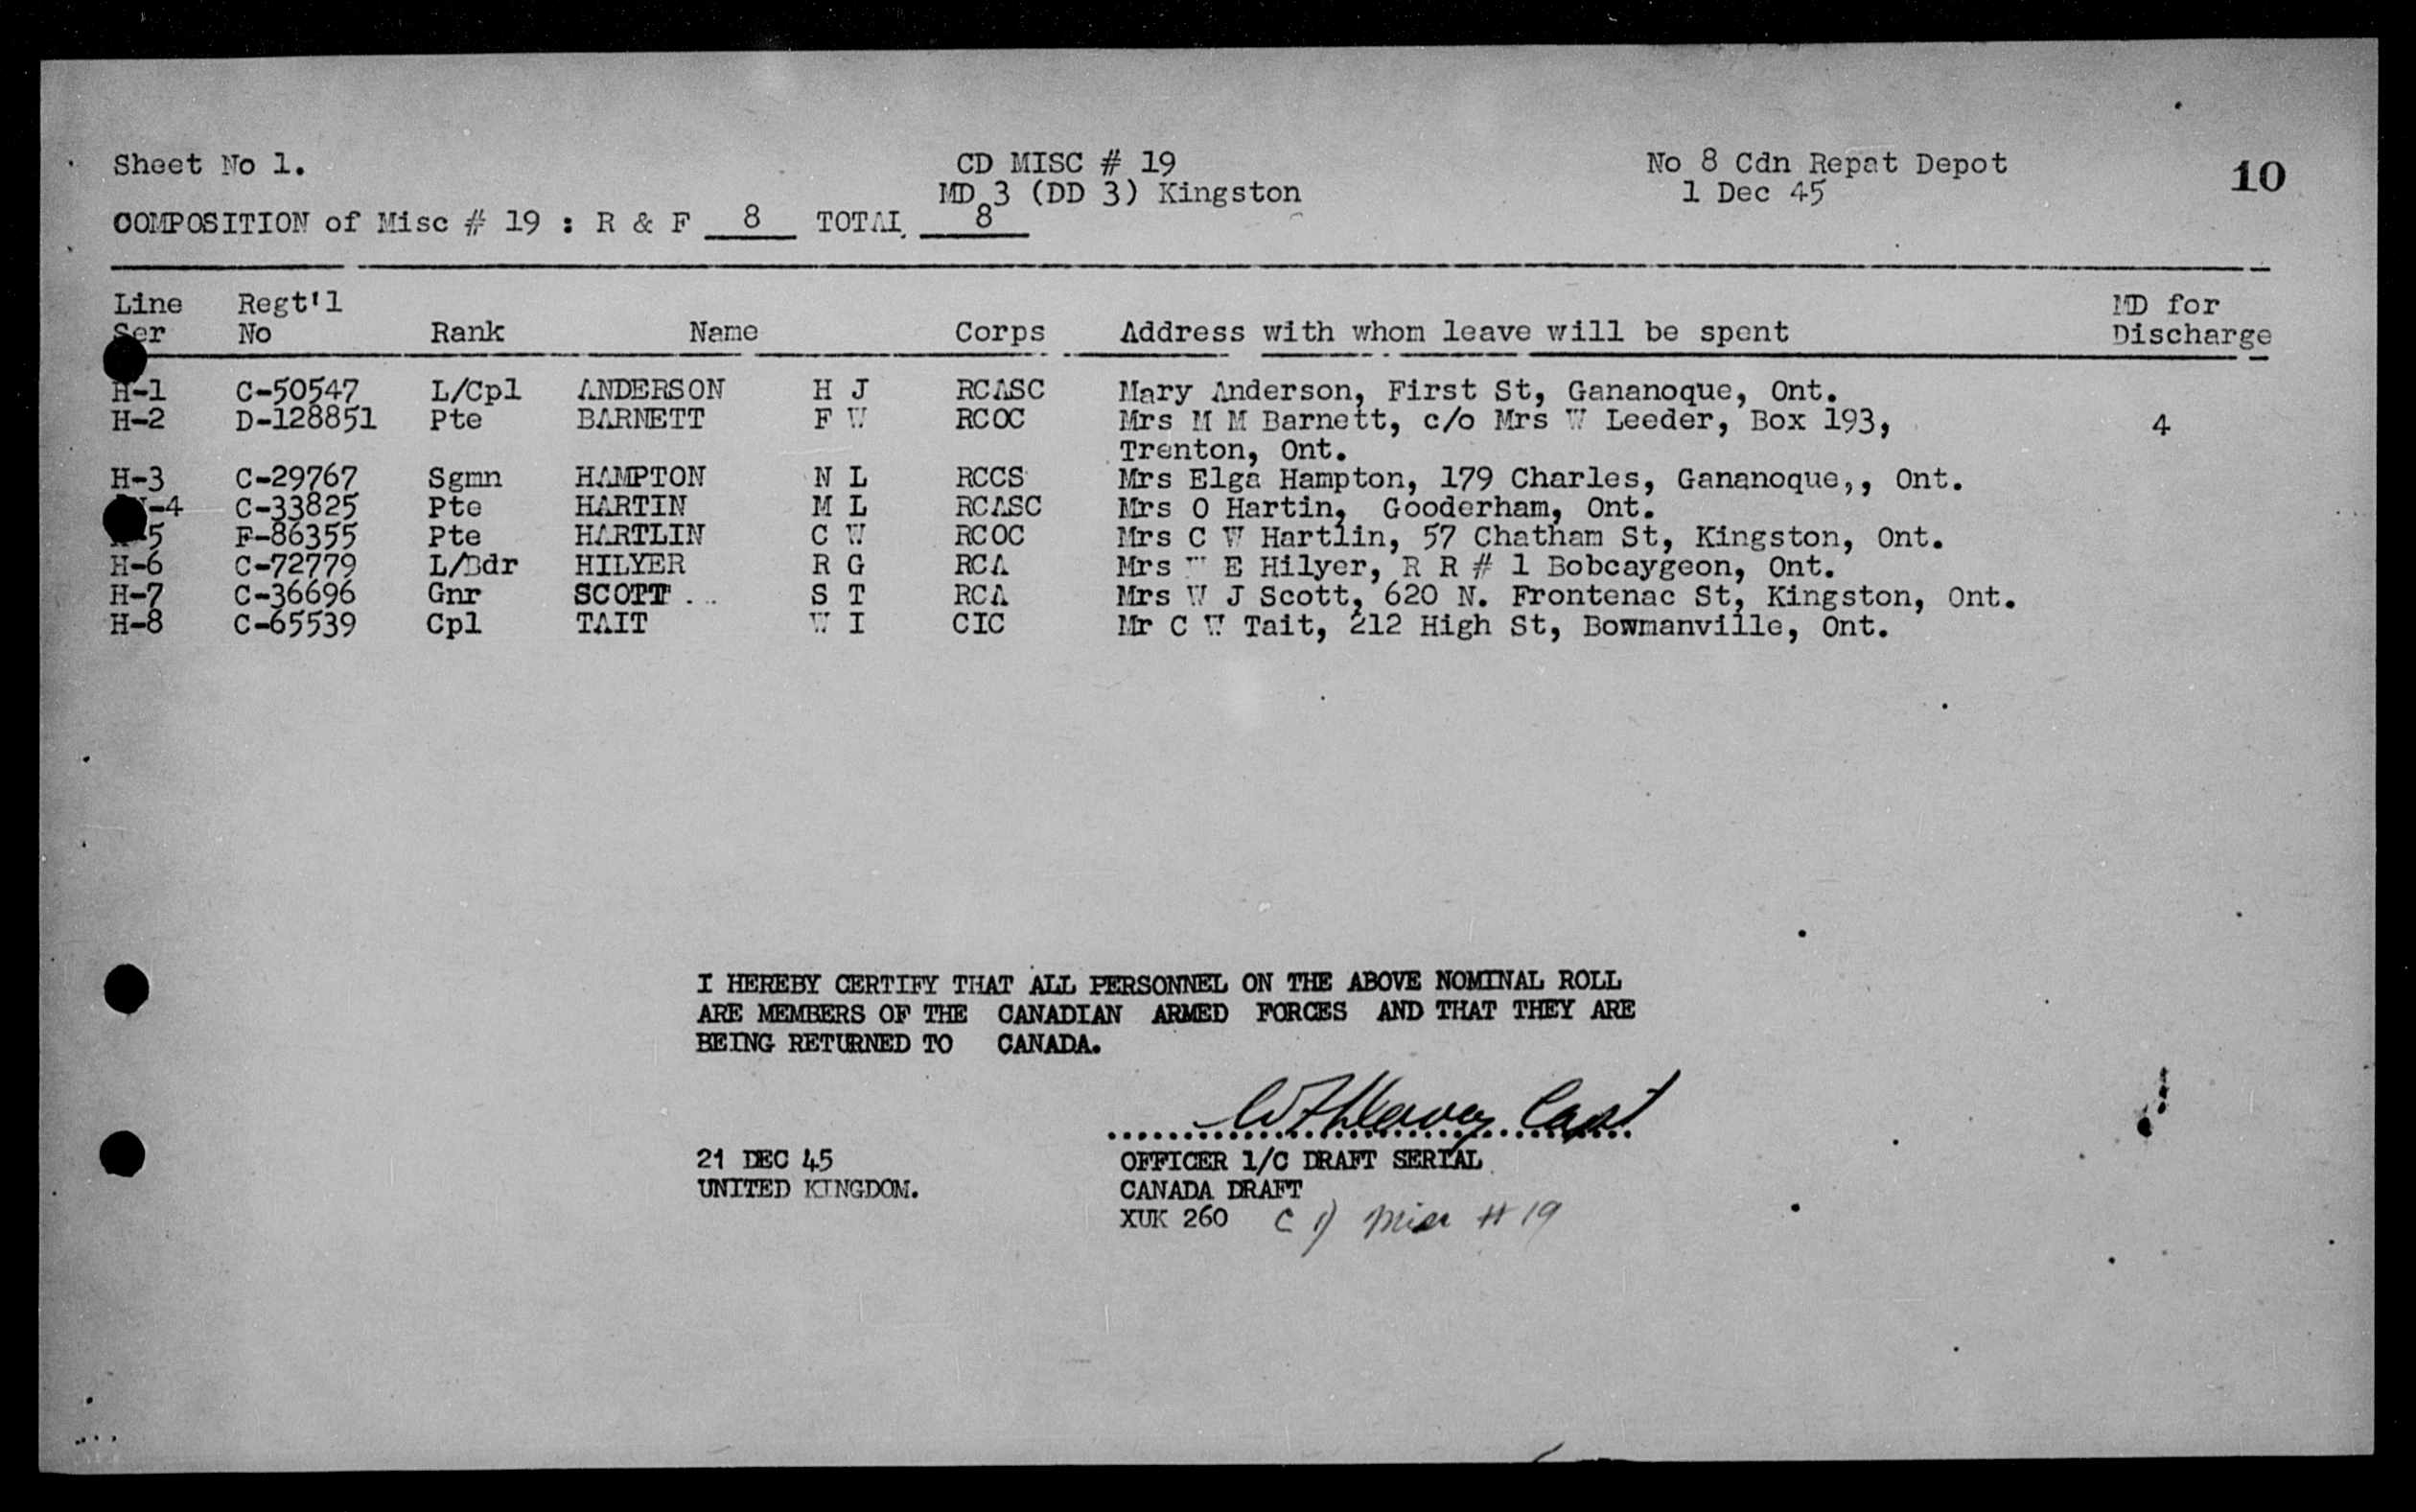 Sheet No 1. CD MISC # 19 No 8 Cdn Repat Depot 10
MD 3 (DD 3) Kingston 1 Dec 45
COMPOSITION of Misc # 19 : R & F 8 TOTAL 8
Line Regt'l MD for
Ser No Rank Name Corps Address with whom leave will be spent Discharge
H-1 C-50547 L/Cpl ANDERSON H J RCASC Mary Anderson, First St, Gananoque, Ont.
H-2 D-128851 Pte BARNETT F W RCOC Mrs M M Barnett, c/o Mrs W Leeder, Box 193, 4
Trenton, Ont.
H-3 C-29767 Sgmn HAMPTON N L RCCS Mrs Elga Hampton, 179 Charles, Gananoque,, Ont.
-4 C-33825 Pte HARTIN M L RCASC Mrs O Hartin, Gooderham, Ont.
-5 F-86355 Pte HARTLIN C W RCOC Mrs C W Hartlin, 57 Chatham St, Kingston, Ont.
H-6 C-72779 L/Bdr HILYER R G RCA Mrs E Hilyer, R R # 1 Bobcaygeon, Ont.
H-7 C-36696 Gnr SCOTT S T RCA Mrs W J Scott, 620 N. Frontenac St, Kingston, Ont.
H-8 C-65539 Cpl TAIT W I CIC Mr C W Tait, 212 High St, Bowmanville, Ont.
I HEREBY CERTIFY THAT ALL PERSONNEL ON THE ABOVE NOMINAL ROLL
ARE MEMBERS OF THE CANADIAN ARMED FORCES AND THAT THEY ARE
BEING RETURNED TO CANADA.
Capt
21 DEC 45 OFFICER 1/C DRAFT SERIAL
UNITED KINGDOM. CANADA DRAFT
XUK 260 CD Misc # 19